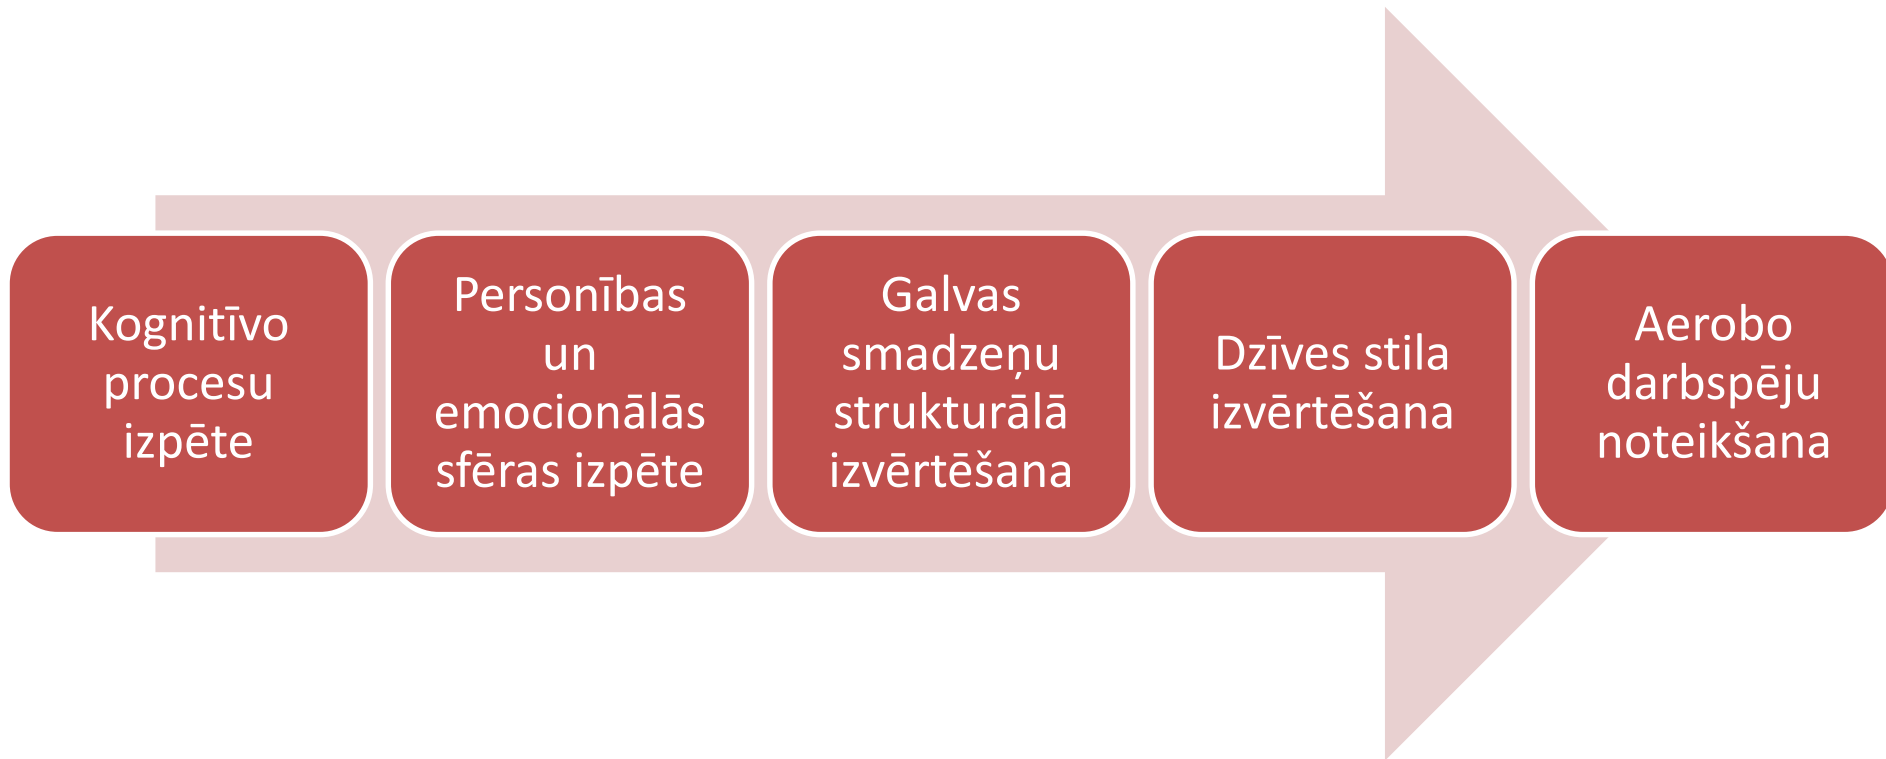 Kognitīvo
procesu
izpēte
Personības
un
emocionālās
sfēras izpēte
Galvas
smadzeņu
strukturālā
izvērtēšana
Dzīves stila
izvērtēšana
Aerobo
darbspēju
noteikšana